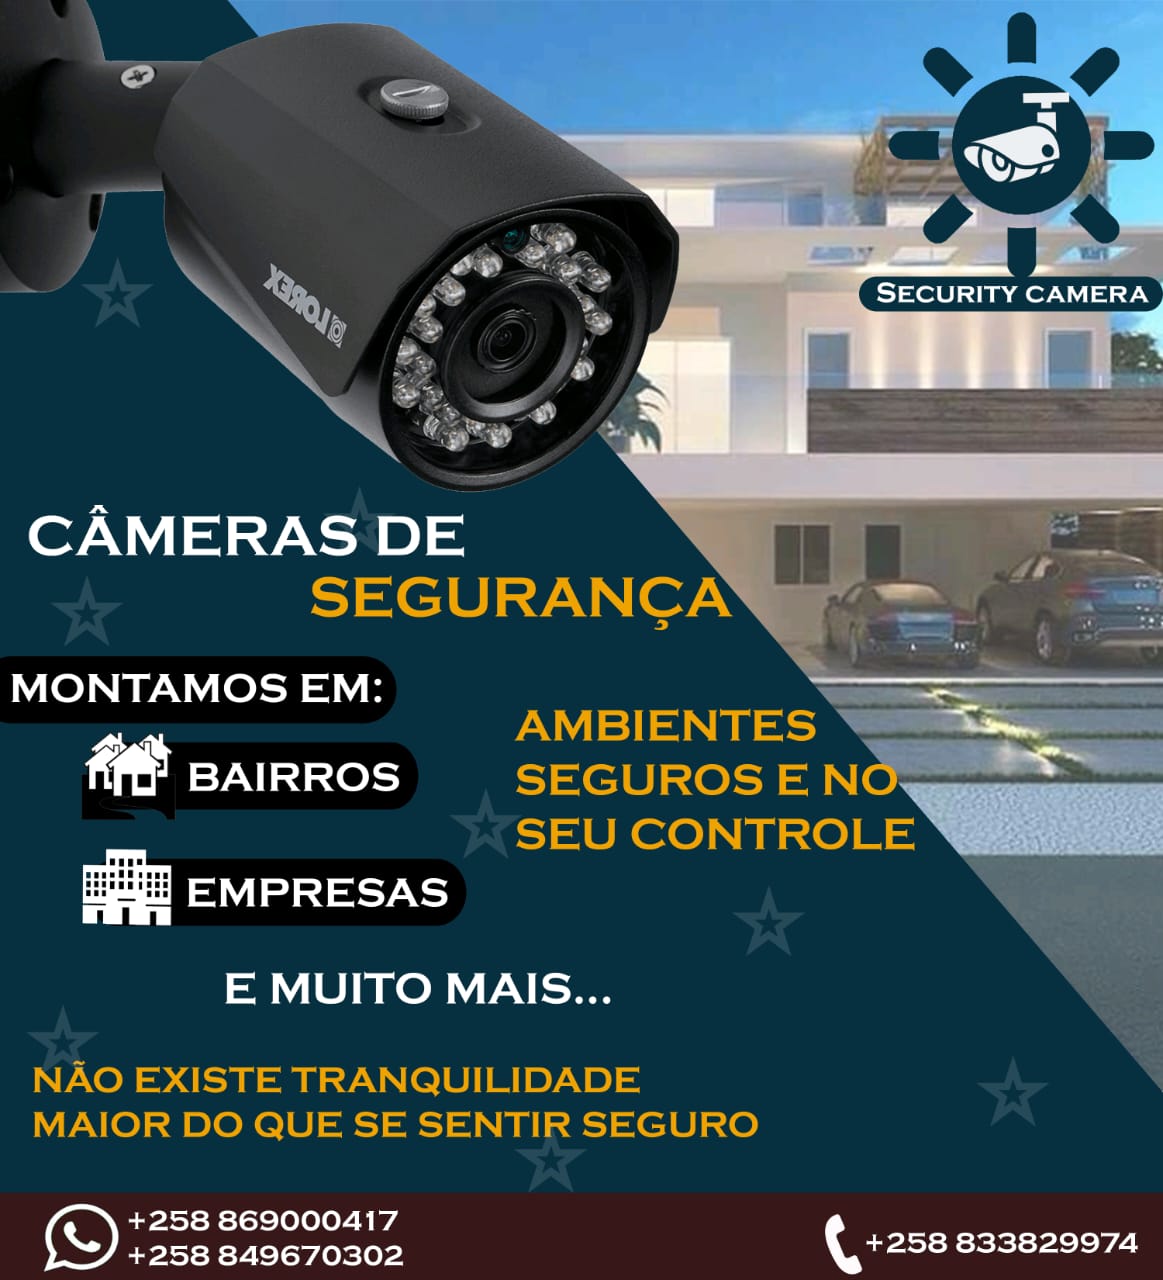 LOREX
SECURITY CAMERA
CÂMERAS DE
SEGURANÇA
MONTAMOS EM:
BAIRROS
EMPRESAS
AMBIENTES
SEGUROS E NO
SEU CONTROLE
E MUITO MAIS...
NÃO EXISTE TRANQUILIDADE
MAIOR DO QUE SE SENTIR SEGURO
+258 869000417
+258 849670302
+258 833829974